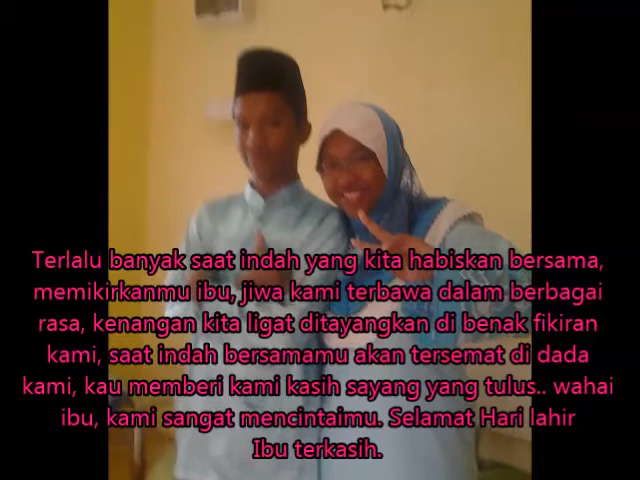 Terlalu banyak saat indah yang kita habiskan bersama,
memikirkanmu ibu, jiwa kami terbawa dalam berbagai
rasa, kenangan kita ligat ditayangkan di benak fikiran
kami, saat indah bersamamu akan tersemat di dada
kami, kau memberi kami kasih sayang yang tulus.. wahai
ibu, kami sangat mencintaimu. Selamat Hari lahir
Ibu terkasih.